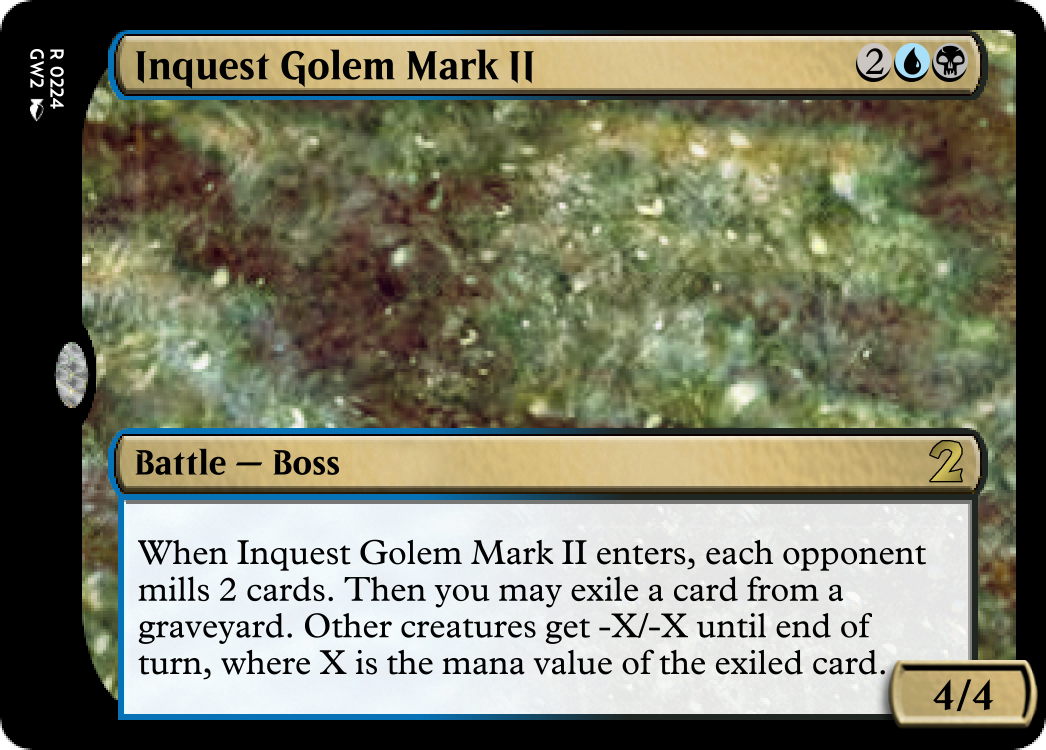 Inquest Golem Mark II
2
R 0224
GW2
Battle — Boss
2
When Inquest Golem Mark II enters, each opponent
mills 2 cards. Then you may exile a card from a
graveyard. Other creatures get -X/-X until end of
turn, where X is the mana value of the exiled card.
4/4